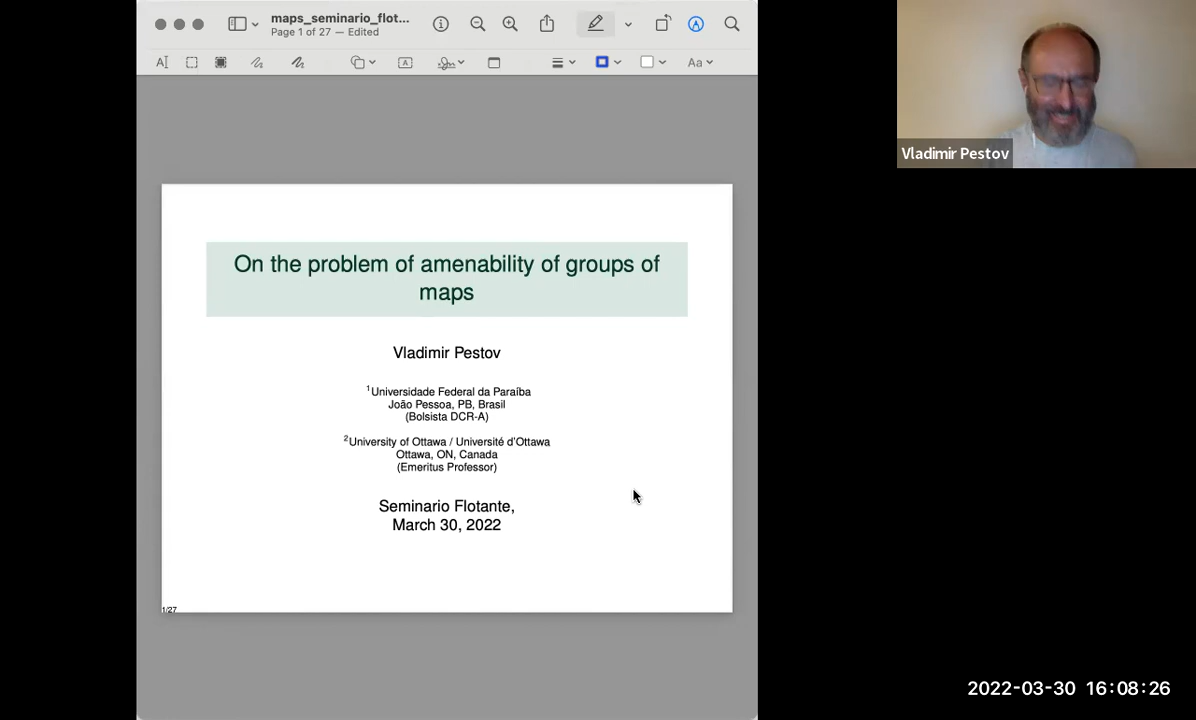 maps_seminario_flot...
Page 1 of 27 — Edited
A
A
Aa
Vladimir Pestov
On the problem of amenability of groups of
maps
Vladimir Pestov
1Universidade Federal da Paraíba
João Pessoa, PB, Brasil
(Bolsista DCR-A)
2University of Ottawa / Université d'Ottawa
Ottawa, ON, Canada
(Emeritus Professor)
Seminario Flotante,
March 30, 2022
1/27
2022-03-30 16:08:26